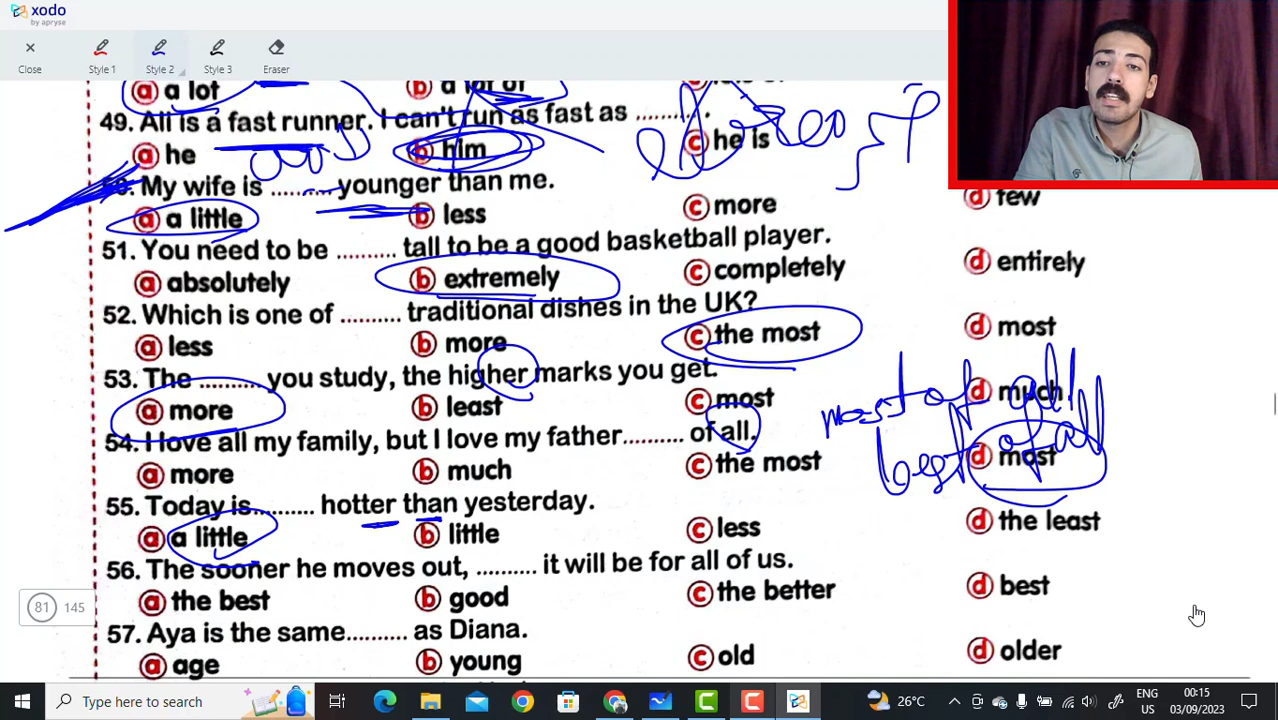 xodo
by apryse
Close
Style 1
Style 2
Style 3
Eraser
a a lot b a lot of
49. All is a fast runner. I can't run as fast as ..........
a he b him c he is
50. My wife is .......... younger than me.
a a little b less c more d few
51. You need to be .......... tall to be a good basketball player.
a absolutely b extremely c completely d entirely
52. Which is one of .......... traditional dishes in the UK?
a less b more c the most d most
53. The .......... you study, the higher marks you get.
a more b least c most d much
most of all
54. I love all my family, but I love my father.......... of all.
best of all
a more b much c the most d most
55. Today is.......... hotter than yesterday.
a a little b little c less d the least
56. The sooner he moves out, .......... it will be for all of us.
a the best b good c the better d best
57. Aya is the same.......... as Diana.
a age b young c old d older
81 145
Type here to search
26°C
ENG
US
00:15
03/09/2023